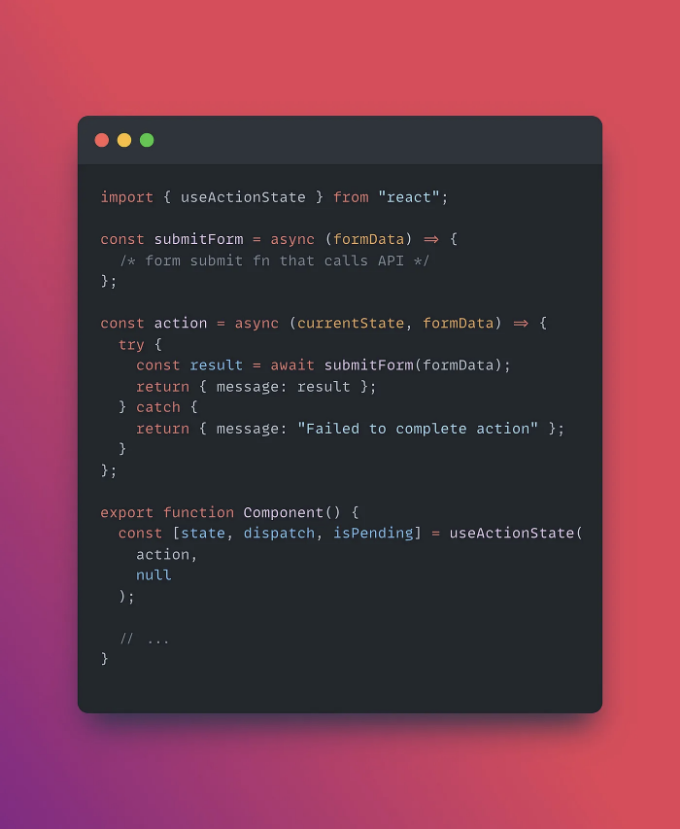 import { useActionState } from "react";
const submitForm = async (formData) => {
/* form submit fn that calls API */
};
const action = async (currentState, formData) => {
try {
const result = await submitForm(formData);
return { message: result };
} catch {
return { message: "Failed to complete action" };
}
};
export function Component() {
const [state, dispatch, isPending] = useActionState(
action,
null
);
// ...
}